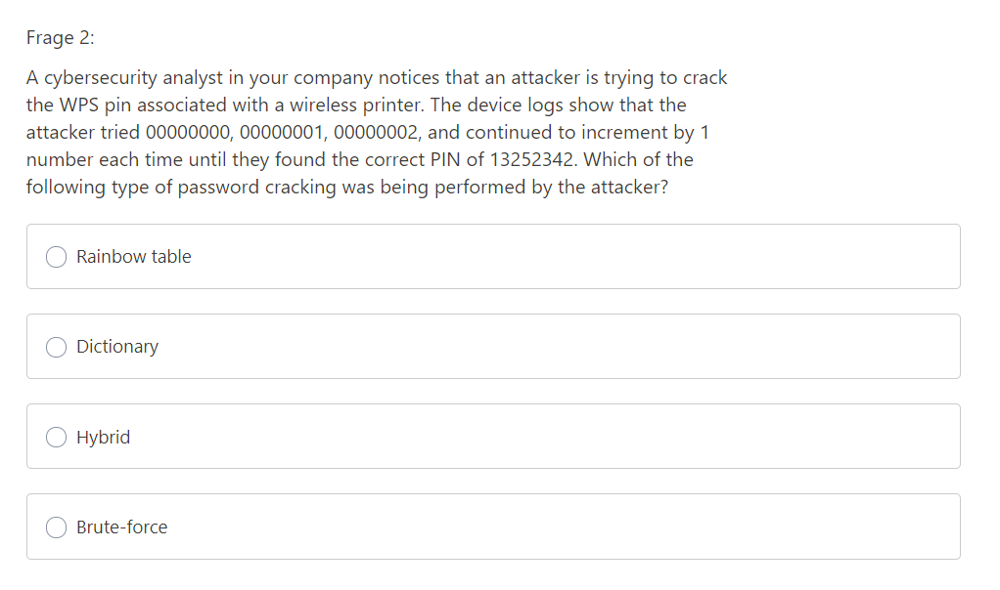 Frage 2:
A cybersecurity analyst in your company notices that an attacker is trying to crack
the WPS pin associated with a wireless printer. The device logs show that the
attacker tried 00000000, 00000001, 00000002, and continued to increment by 1
number each time until they found the correct PIN of 13252342. Which of the
following type of password cracking was being performed by the attacker?
Rainbow table
Dictionary
Hybrid
Brute-force